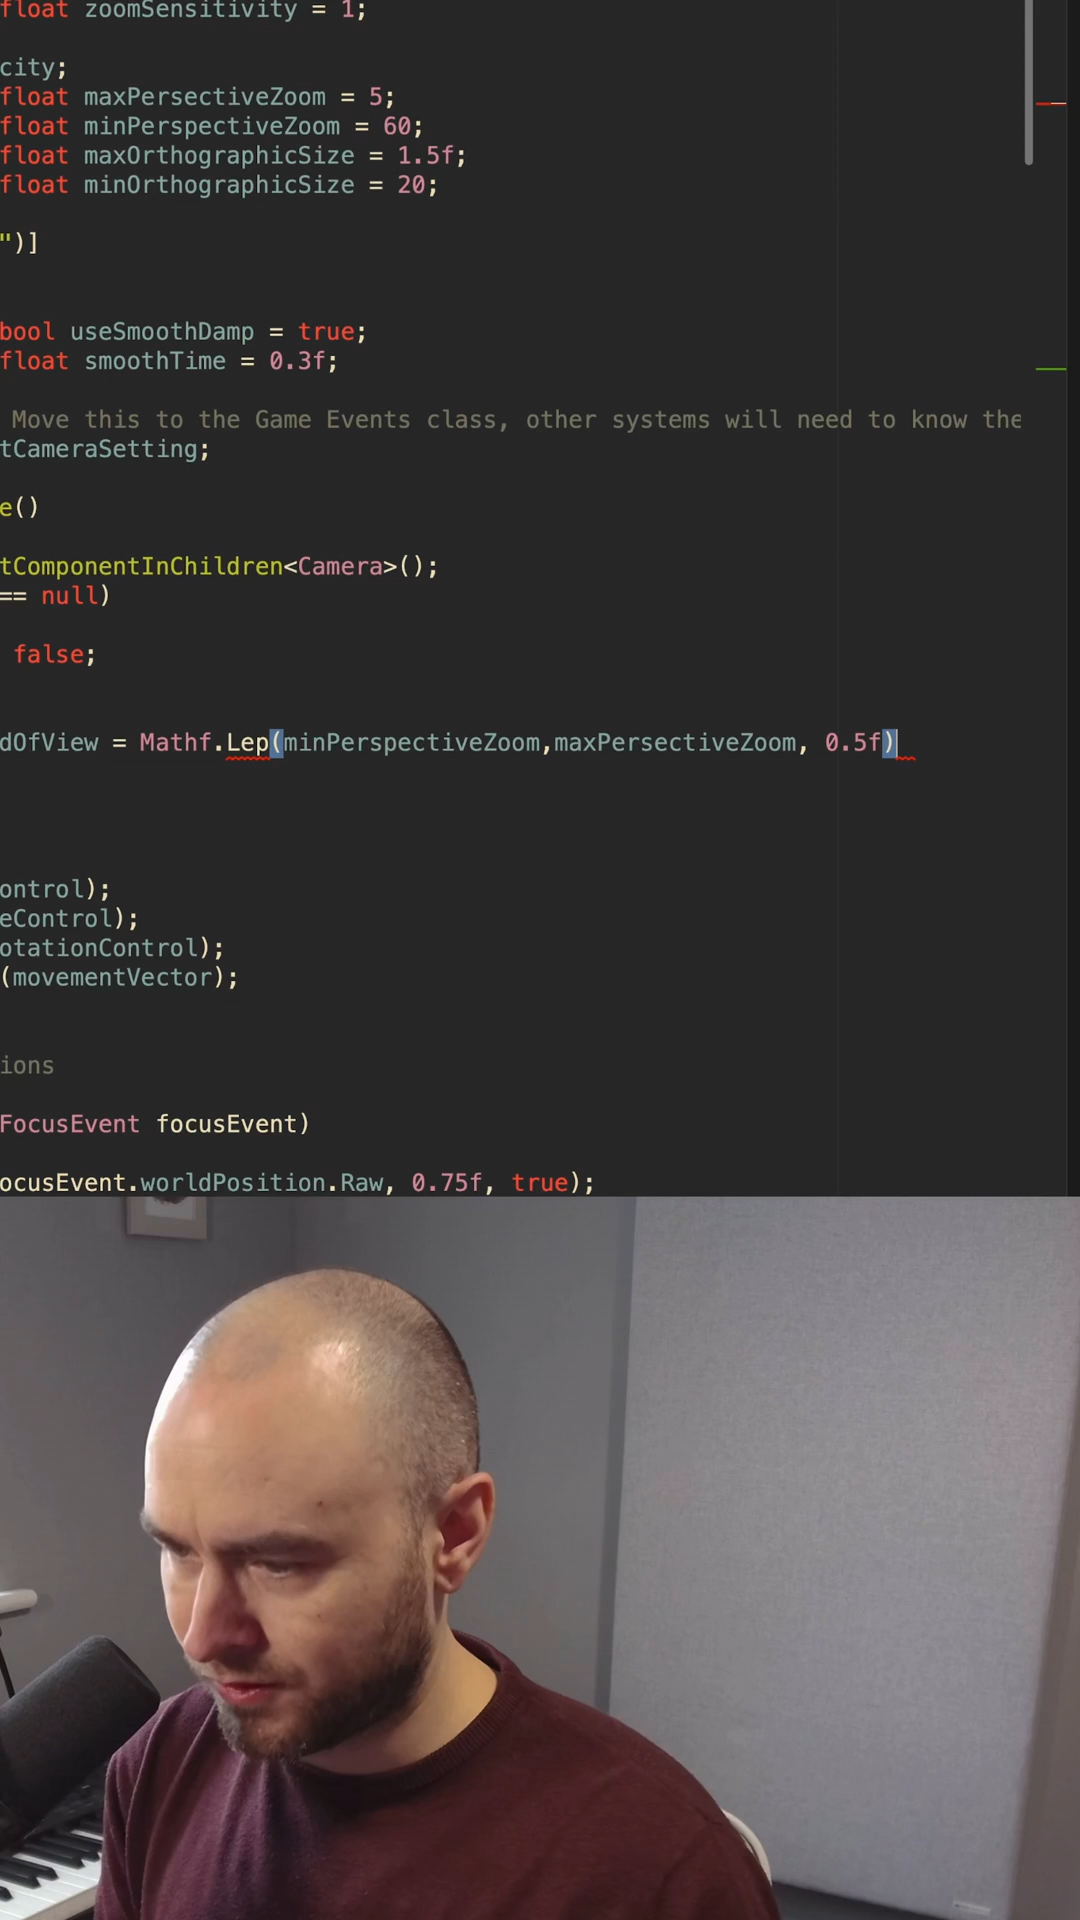 float zoomSensitivity = 1;
city;
float maxPersectiveZoom = 5;
float minPerspectiveZoom = 60;
float maxOrthographicSize = 1.5f;
float minOrthographicSize = 20;
")]
bool useSmoothDamp = true;
float smoothTime = 0.3f;
Move this to the Game Events class, other systems will need to know the
tCameraSetting;
e()
tComponentInChildren<Camera>();
== null)
false;
dOfView = Mathf.Lep(minPerspectiveZoom,maxPersectiveZoom, 0.5f)
ontrol);
eControl);
otationControl);
(movementVector);
ions
FocusEvent focusEvent)
ocusEvent.worldPosition.Raw, 0.75f, true);